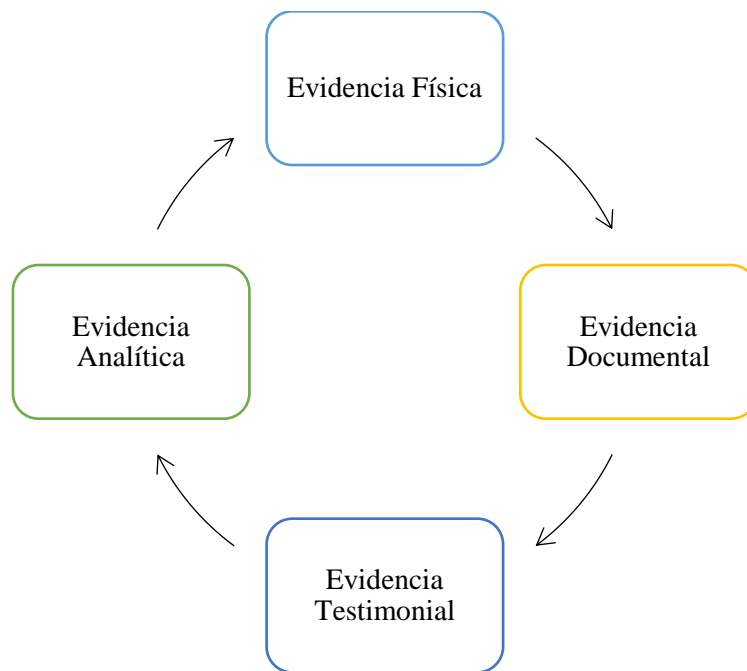 Evidencia Física
Evidencia
Documental
Evidencia
Testimonial
Evidencia
Analítica